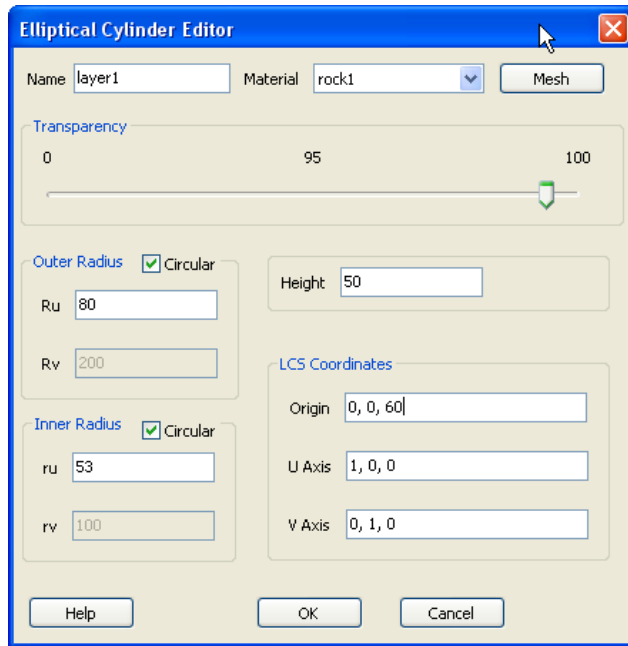 Elliptical Cylinder Editor
Name layer1 Material rock1 Mesh
Transparency
0 95 100
Outer Radius Circular
Ru 80
Rv 200
Height 50
Inner Radius Circular
ru 53
rv 100
LCS Coordinates
Origin 0, 0, 60
U Axis 1, 0, 0
V Axis 0, 1, 0
Help OK Cancel